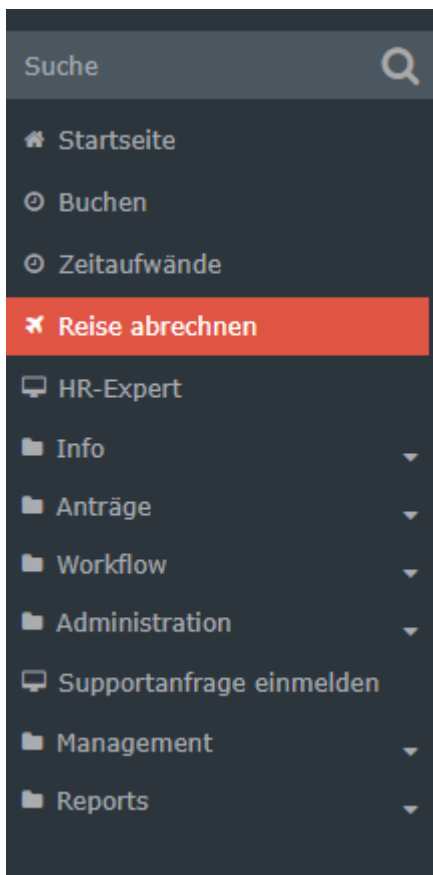 Suche
Startseite
Buchen
Zeitaufwände
Reise abrechnen
HR-Expert
Info
Anträge
Workflow
Administration
Supportanfrage einmelden
Management
Reports